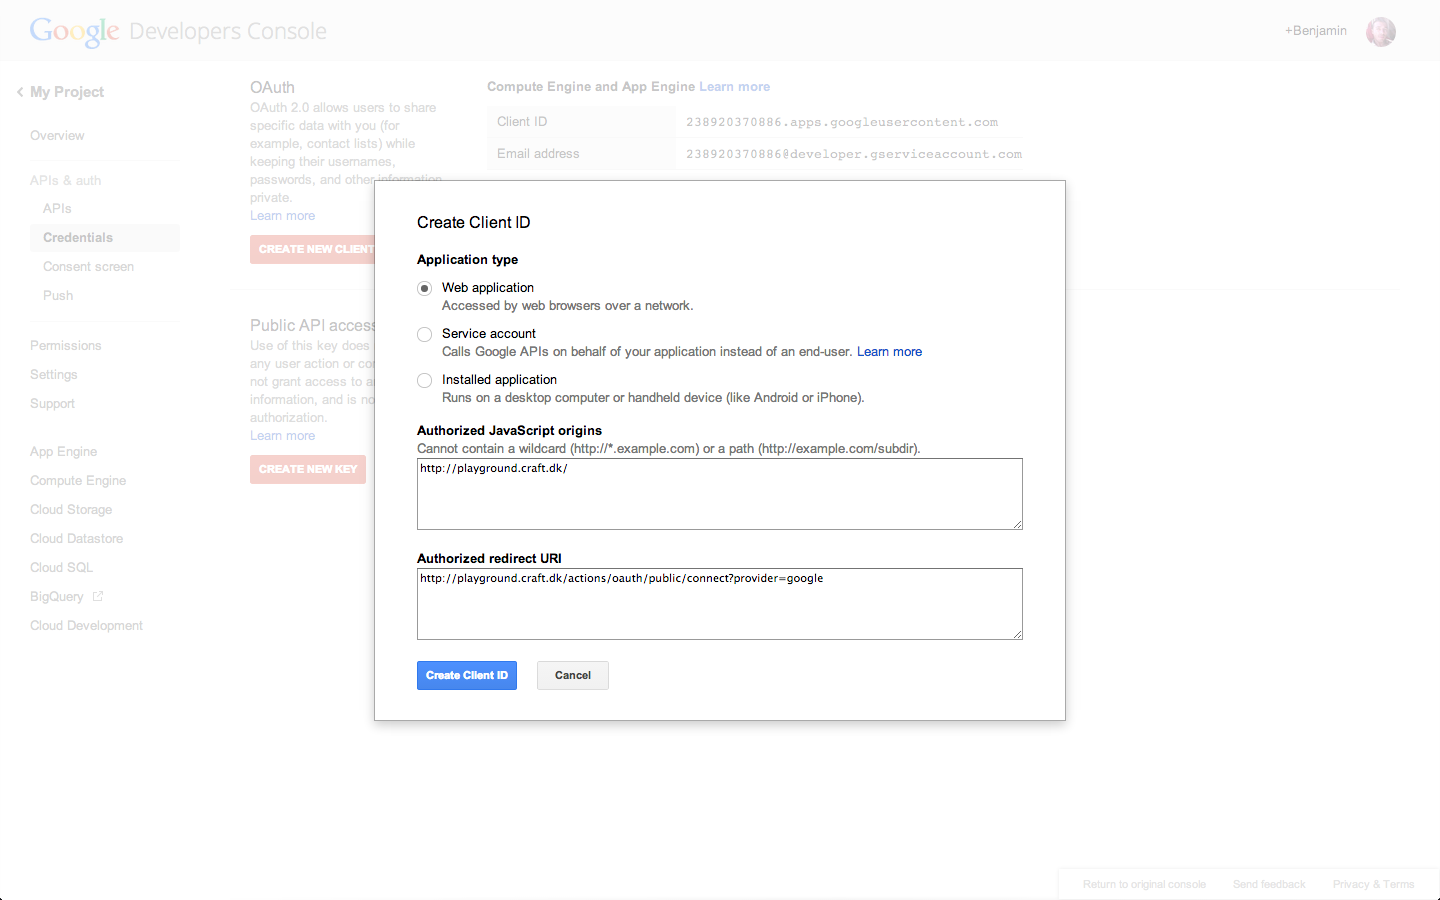 Google Developers Console
+Benjamin
My Project
Overview
APIs & auth
APIs
Credentials
Consent screen
Push
Permissions
Settings
Support
App Engine
Compute Engine
Cloud Storage
Cloud Datastore
Cloud SQL
BigQuery
Cloud Development
OAuth
OAuth 2.0 allows users to share
specific data with you (for
example, contact lists) while
keeping their usernames,
passwords, and other information
private.
Learn more
CREATE NEW CLIENT
Public API access
Use of this key does
any user action or
not grant access to
information, and is
authorization.
Learn more
CREATE NEW KEY
Compute Engine and App Engine Learn more
Client ID 238920370886.apps.googleusercontent.com
Email address 238920370886@developer.gserviceaccount.com
Create Client ID
Application type
Web application
Accessed by web browsers over a network.
Service account
Calls Google APIs on behalf of your application instead of an end-user. Learn more
Installed application
Runs on a desktop computer or handheld device (like Android or iPhone).
Authorized JavaScript origins
Cannot contain a wildcard (http://*.example.com) or a path (http://example.com/subdir).
http://playground.craft.dk/
Authorized redirect URI
http://playground.craft.dk/actions/oauth/public/connect?provider=google
Create Client ID
Cancel
Return to original console Send feedback Privacy & Terms